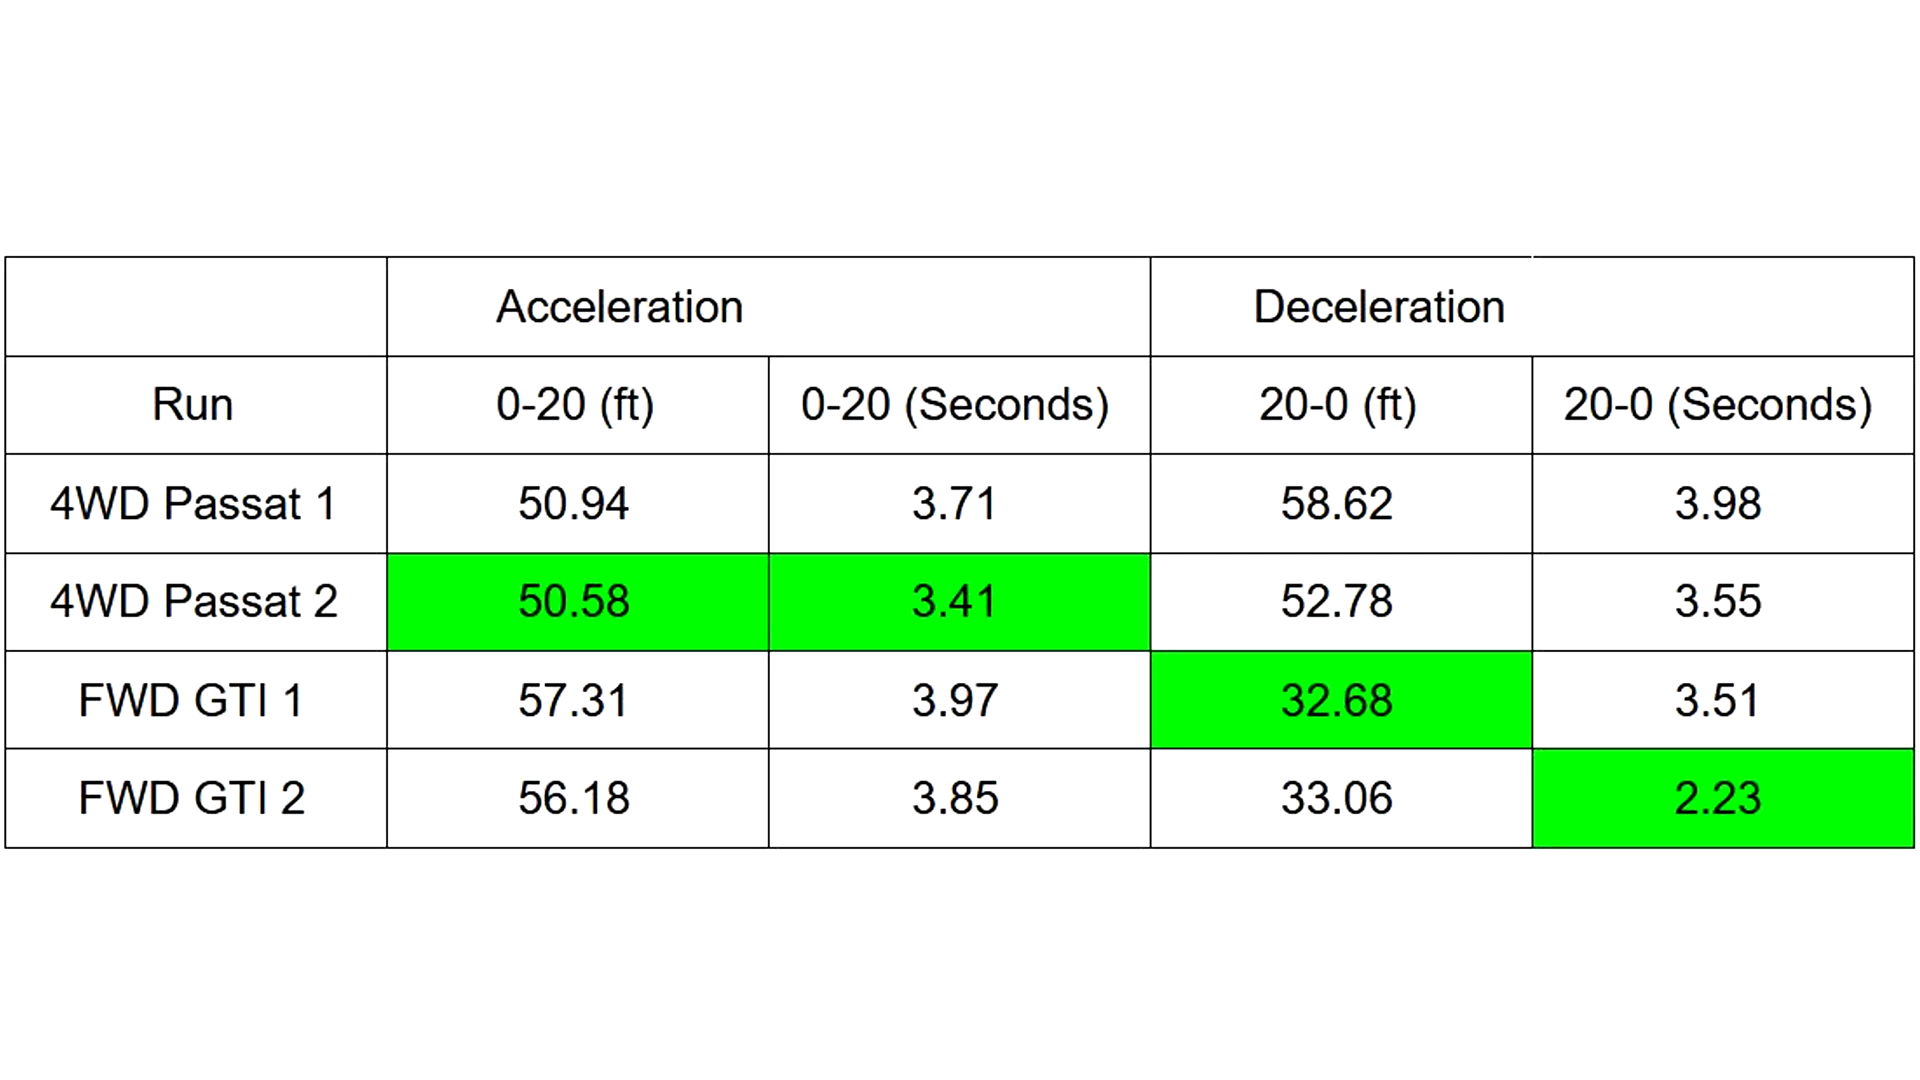 Acceleration Deceleration
Run 0-20 (ft) 0-20 (Seconds) 20-0 (ft) 20-0 (Seconds)
4WD Passat 1 50.94 3.71 58.62 3.98
4WD Passat 2 50.58 3.41 52.78 3.55
FWD GTI 1 57.31 3.97 32.68 3.51
FWD GTI 2 56.18 3.85 33.06 2.23